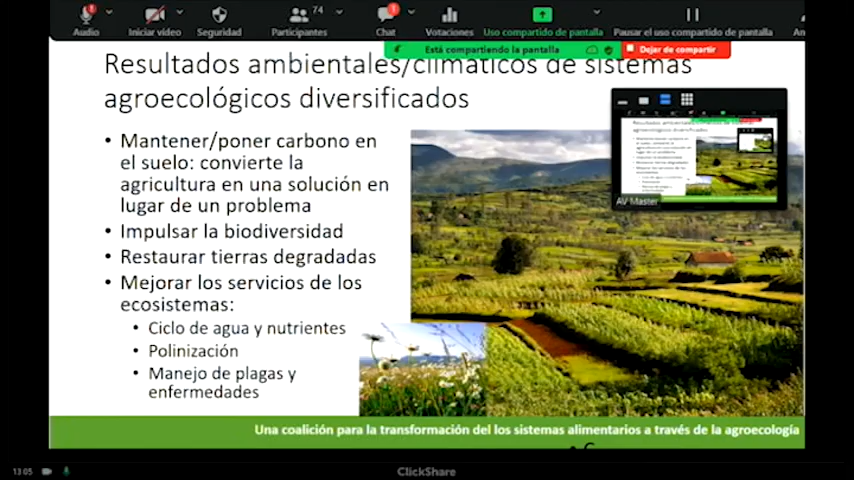 74
1
Audio
Iniciar vídeo
Seguridad
Participantes
Chat
Votaciones
Uso compartido de pantalla
Pausar el uso compartido de pantalla
Está compartiendo la pantalla
Dejar de compartir
Resultados ambientales/climáticos de sistemas
agroecológicos diversificados
• Mantener/poner carbono en
el suelo: convierte la
agricultura en una solución en
lugar de un problema
• Impulsar la biodiversidad
• Restaurar tierras degradadas
• Mejorar los servicios de los
ecosistemas:
• Ciclo de agua y nutrientes
• Polinización
• Manejo de plagas y
enfermedades
AV Master
Una coalición para la transformación del los sistemas alimentarios a través de la agroecología
13:05
ClickShare